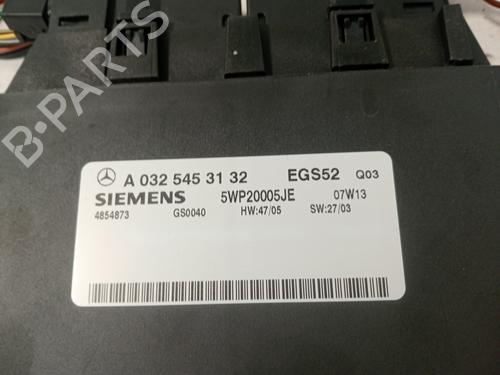 B-PARTS
A 032 545 31 32 EGS52 Q03
SIEMENS 5WP20005JE 07W13
4854873 GS0040 HW:47/05 SW:27/03